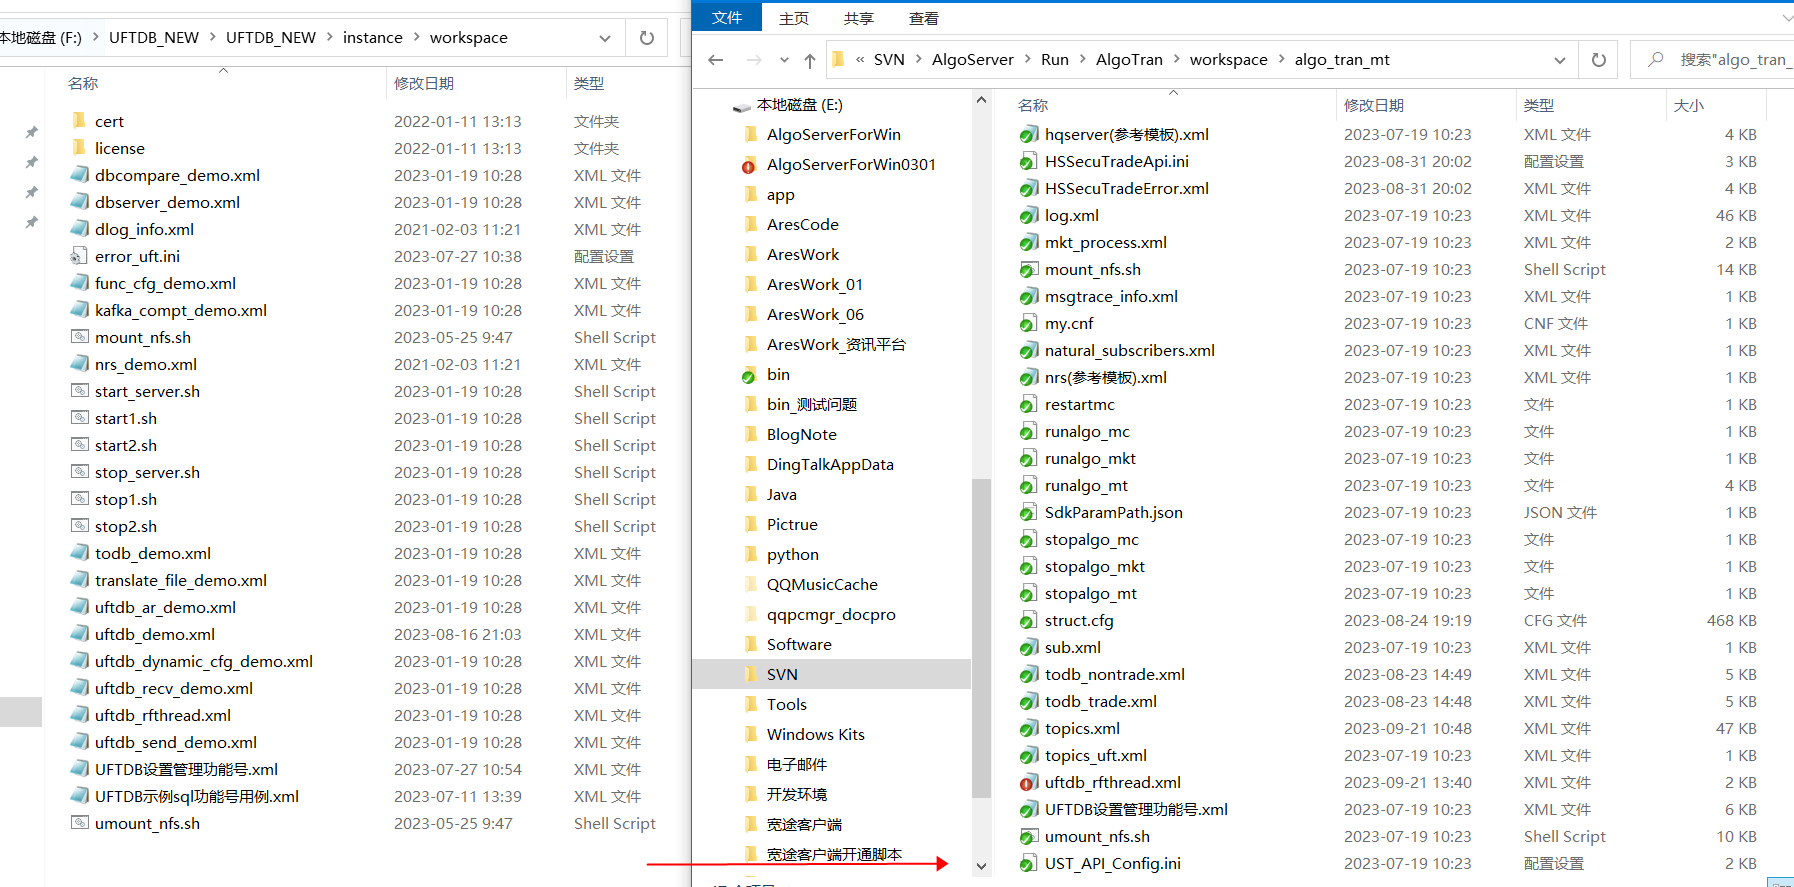 本地磁盘 (F:) > UFTDB_NEW > UFTDB_NEW > instance > workspace
名称 修改日期 类型
cert 2022-01-11 13:13 文件夹
license 2022-01-11 13:13 文件夹
dbcompare_demo.xml 2023-01-19 10:28 XML 文件
dbserver_demo.xml 2023-01-19 10:28 XML 文件
dlog_info.xml 2021-02-03 11:21 XML 文件
error_uft.ini 2023-07-27 10:38 配置设置
func_cfg_demo.xml 2023-01-19 10:28 XML 文件
kafka_compt_demo.xml 2023-01-19 10:28 XML 文件
mount_nfs.sh 2023-05-25 9:47 Shell Script
nrs_demo.xml 2021-02-03 11:21 XML 文件
start_server.sh 2023-01-19 10:28 Shell Script
start1.sh 2023-01-19 10:28 Shell Script
start2.sh 2023-01-19 10:28 Shell Script
stop_server.sh 2023-01-19 10:28 Shell Script
stop1.sh 2023-01-19 10:28 Shell Script
stop2.sh 2023-01-19 10:28 Shell Script
todb_demo.xml 2023-01-19 10:28 XML 文件
translate_file_demo.xml 2023-01-19 10:28 XML 文件
uftdb_ar_demo.xml 2023-01-19 10:28 XML 文件
uftdb_demo.xml 2023-08-16 21:03 XML 文件
uftdb_dynamic_cfg_demo.xml 2023-01-19 10:28 XML 文件
uftdb_recv_demo.xml 2023-01-19 10:28 XML 文件
uftdb_rfthread.xml 2023-01-19 10:28 XML 文件
uftdb_send_demo.xml 2023-01-19 10:28 XML 文件
UFTDB设置管理功能号.xml 2023-07-27 10:54 XML 文件
UFTDB示例sql功能号用例.xml 2023-07-11 13:39 XML 文件
umount_nfs.sh 2023-05-25 9:47 Shell Script
文件 主页 共享 查看
« SVN > AlgoServer > Run > AlgoTran > workspace > algo_tran_mt
搜索"algo_tran_
本地磁盘 (E:)
AlgoServerForWin
AlgoServerForWin0301
app
AresCode
AresWork
AresWork_01
AresWork_06
AresWork_资讯平台
bin
bin_测试问题
BlogNote
DingTalkAppData
Java
Pictrue
python
QQMusicCache
qqpcmgr_docpro
Software
SVN
Tools
Windows Kits
电子邮件
开发环境
宽途客户端
宽途客户端开通脚本
名称 修改日期 类型 大小
hqserver(参考模板).xml 2023-07-19 10:23 XML 文件 4 KB
HSSecuTradeApi.ini 2023-08-31 20:02 配置设置 3 KB
HSSecuTradeError.xml 2023-08-31 20:02 XML 文件 4 KB
log.xml 2023-07-19 10:23 XML 文件 46 KB
mkt_process.xml 2023-07-19 10:23 XML 文件 2 KB
mount_nfs.sh 2023-07-19 10:23 Shell Script 14 KB
msgtrace_info.xml 2023-07-19 10:23 XML 文件 1 KB
my.cnf 2023-07-19 10:23 CNF 文件 1 KB
natural_subscribers.xml 2023-07-19 10:23 XML 文件 1 KB
nrs(参考模板).xml 2023-07-19 10:23 XML 文件 1 KB
restartmc 2023-07-19 10:23 文件 1 KB
runalgo_mc 2023-07-19 10:23 文件 1 KB
runalgo_mkt 2023-07-19 10:23 文件 1 KB
runalgo_mt 2023-07-19 10:23 文件 4 KB
SdkParamPath.json 2023-07-19 10:23 JSON 文件 1 KB
stopalgo_mc 2023-07-19 10:23 文件 1 KB
stopalgo_mkt 2023-07-19 10:23 文件 1 KB
stopalgo_mt 2023-07-19 10:23 文件 1 KB
struct.cfg 2023-08-24 19:19 CFG 文件 468 KB
sub.xml 2023-07-19 10:23 XML 文件 1 KB
todb_nontrade.xml 2023-08-23 14:49 XML 文件 5 KB
todb_trade.xml 2023-08-23 14:48 XML 文件 5 KB
topics.xml 2023-09-21 10:48 XML 文件 47 KB
topics_uft.xml 2023-07-19 10:23 XML 文件 1 KB
uftdb_rfthread.xml 2023-09-21 13:40 XML 文件 2 KB
UFTDB设置管理功能号.xml 2023-07-19 10:23 XML 文件 6 KB
umount_nfs.sh 2023-07-19 10:23 Shell Script 10 KB
UST_API_Config.ini 2023-07-19 10:23 配置设置 2 KB